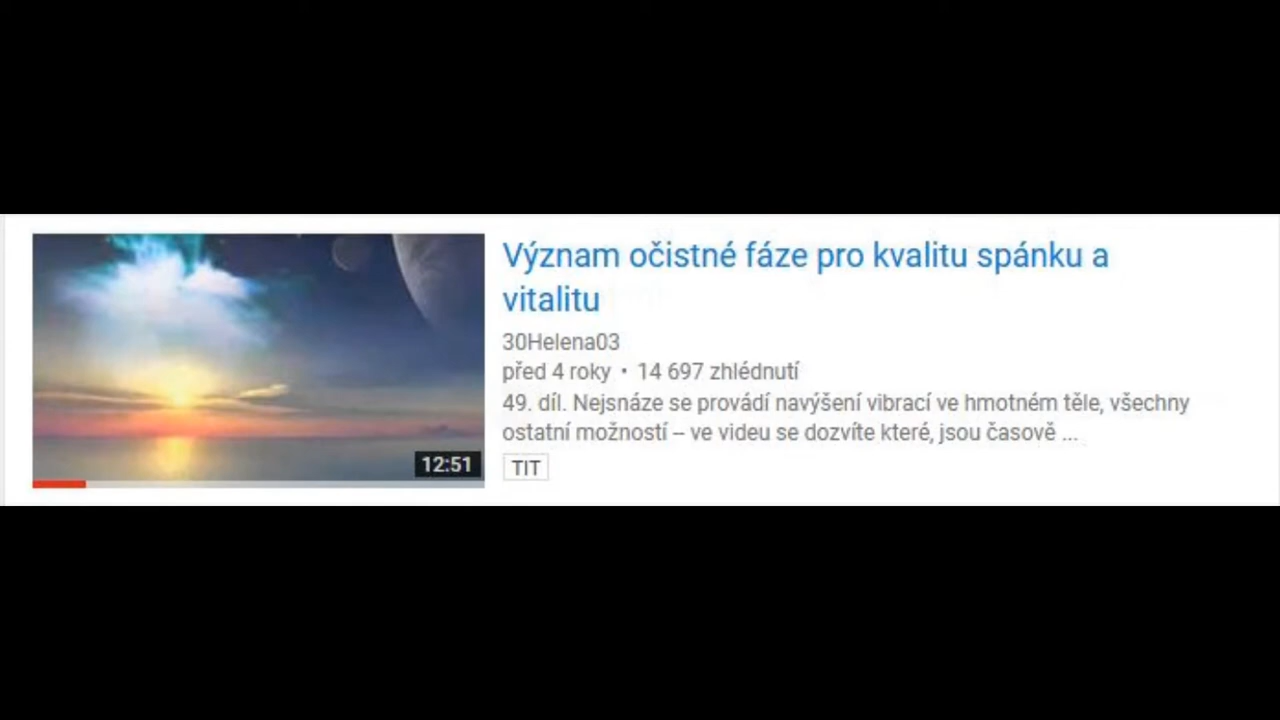 Význam očistné fáze pro kvalitu spánku a
vitalitu
30Helena03
před 4 roky • 14 697 zhlédnutí
49. díl. Nejsnáze se provádí navýšení vibrací ve hmotném těle, všechny
ostatní možností – ve videu se dozvíte které, jsou časově ...
12:51
TIT